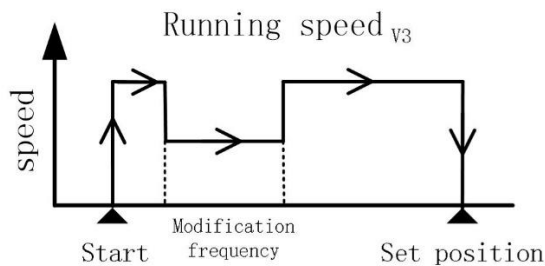 Running speed V3
speed
Modification
frequency
Start
Set position